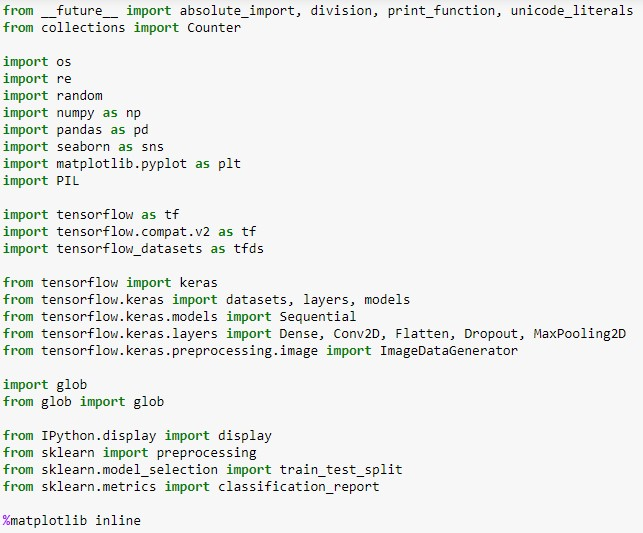 from __future__ import absolute_import, division, print_function, unicode_literals
from collections import Counter
import os
import re
import random
import numpy as np
import pandas as pd
import seaborn as sns
import matplotlib.pyplot as plt
import PIL
import tensorflow as tf
import tensorflow.compat.v2 as tf
import tensorflow_datasets as tfds
from tensorflow import keras
from tensorflow.keras import datasets, layers, models
from tensorflow.keras.models import Sequential
from tensorflow.keras.layers import Dense, Conv2D, Flatten, Dropout, MaxPooling2D
from tensorflow.keras.preprocessing.image import ImageDataGenerator
import glob
from glob import glob
from IPython.display import display
from sklearn import preprocessing
from sklearn.model_selection import train_test_split
from sklearn.metrics import classification_report
%matplotlib inline